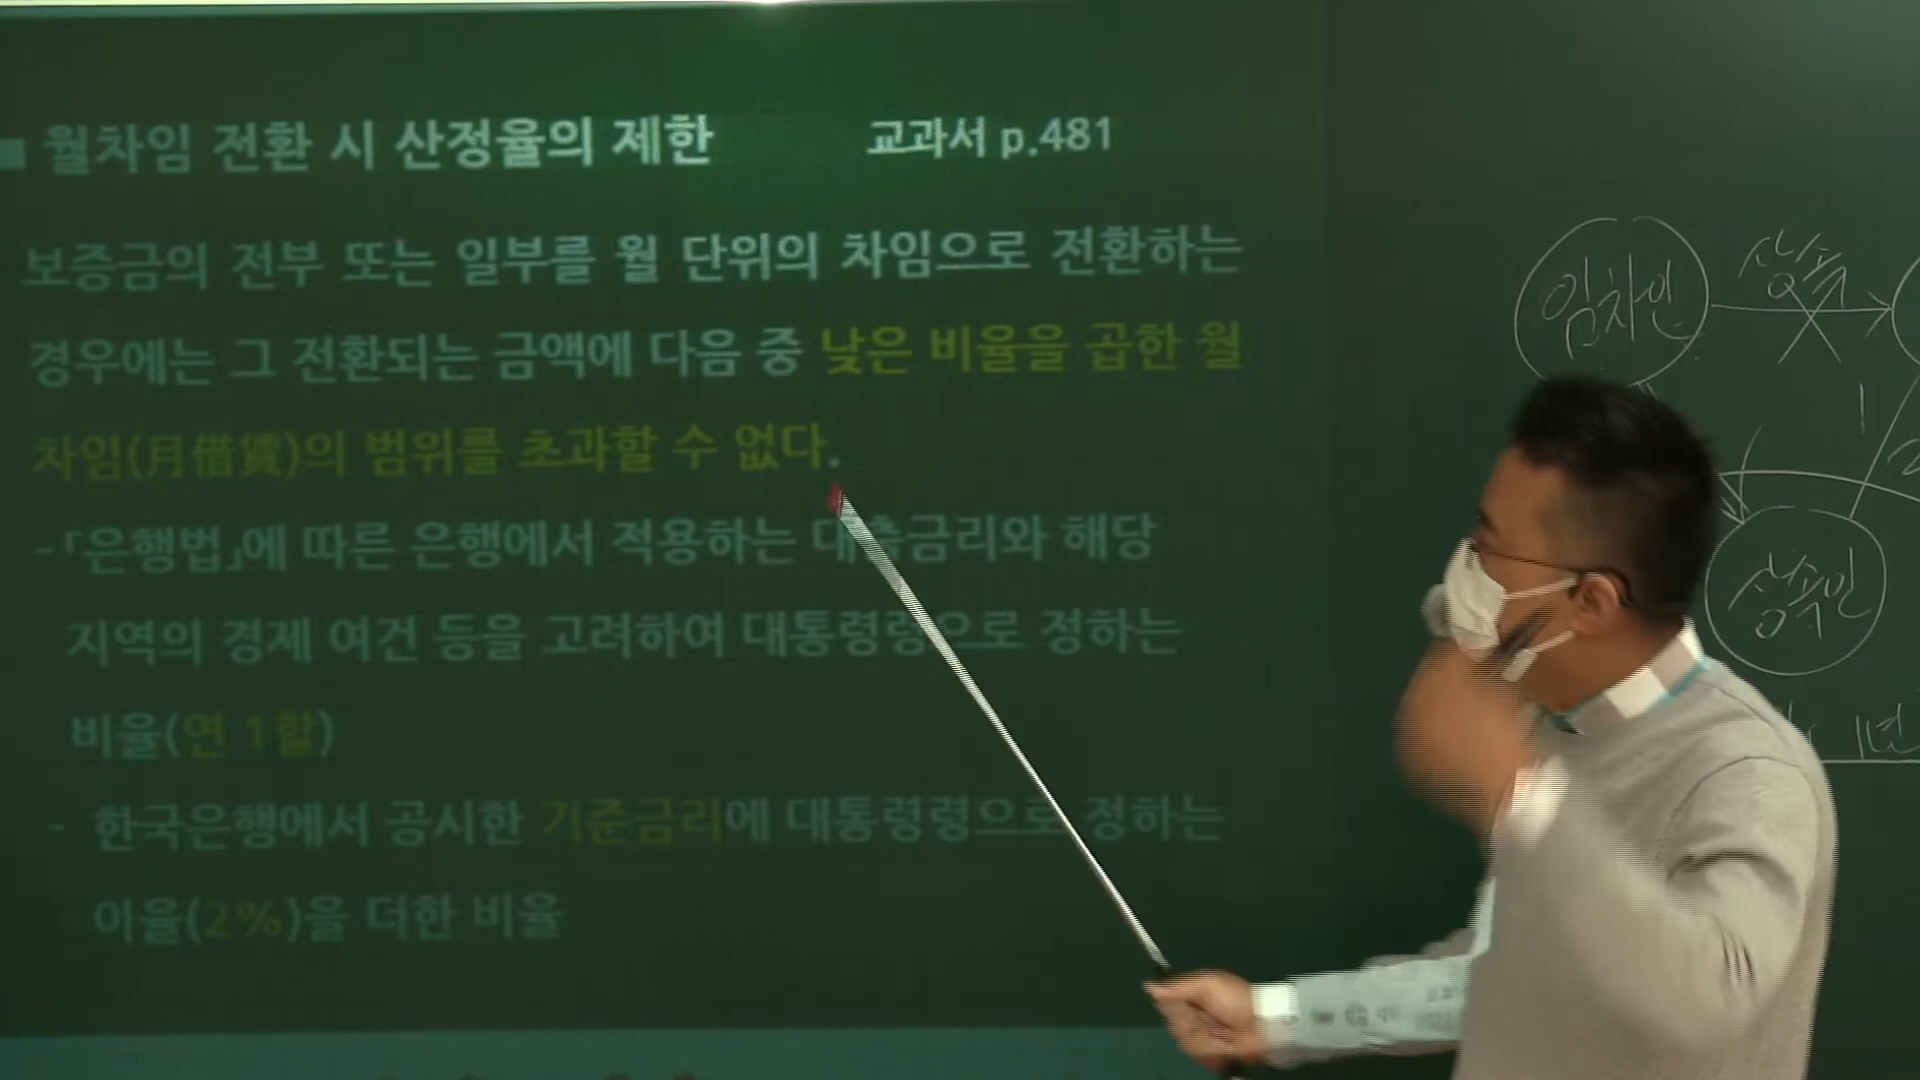 ■ 월차임 전환 시 산정율의 제한 교과서 p.481
보증금의 전부 또는 일부를 월 단위의 차임으로 전환하는
경우에는 그 전환되는 금액에 다음 중 낮은 비율을 곱한 월
차임(月借賃)의 범위를 초과할 수 없다.
-「은행법」에 따른 은행에서 적용하는 대출금리와 해당
지역의 경제 여건 등을 고려하여 대통령령으로 정하는
비율(연 1할)
- 한국은행에서 공시한 기준금리에 대통령령으로 정하는
이율(2%)을 더한 비율
임차인 상속
1
2
상속인
1년